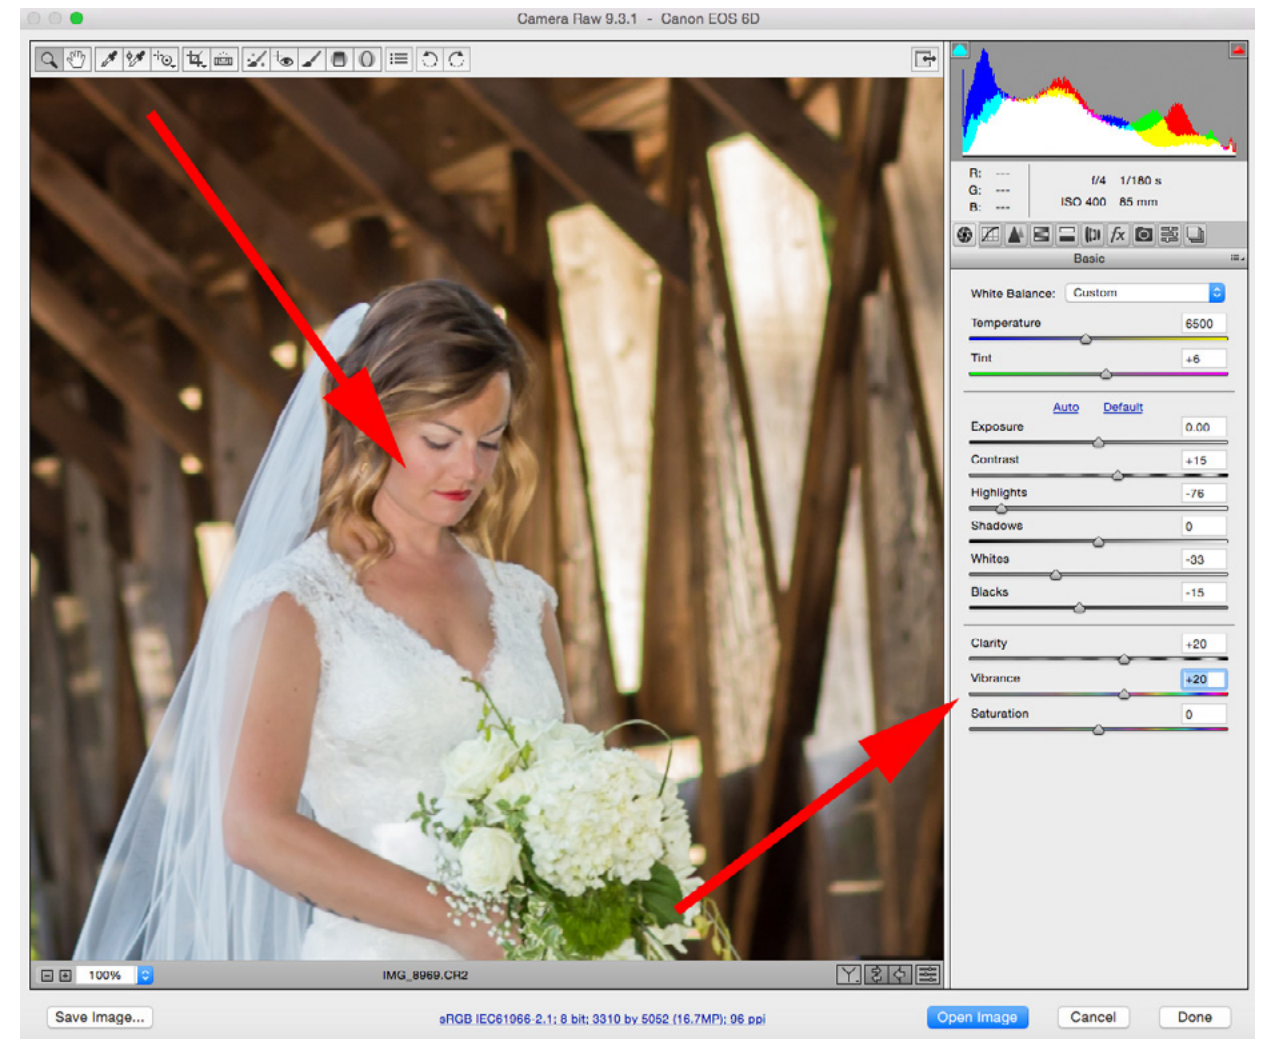 Camera Raw 9.3.1 - Canon EOS 6D
R: ---
G: ---
B: ---
f/4 1/180 s
ISO 400 85 mm
fx
Basic
White Balance: Custom
Temperature 6500
Tint +6
Auto Default
Exposure 0.00
Contrast +15
Highlights -76
Shadows 0
Whites -33
Blacks -15
Clarity +20
Vibrance +20
Saturation 0
100% IMG_8969.CR2 Y
Save Image... sRGB IEC61966-2.1; 8 bit; 3310 by 5052 (16.7MP); 96 ppi Open Image Cancel Done